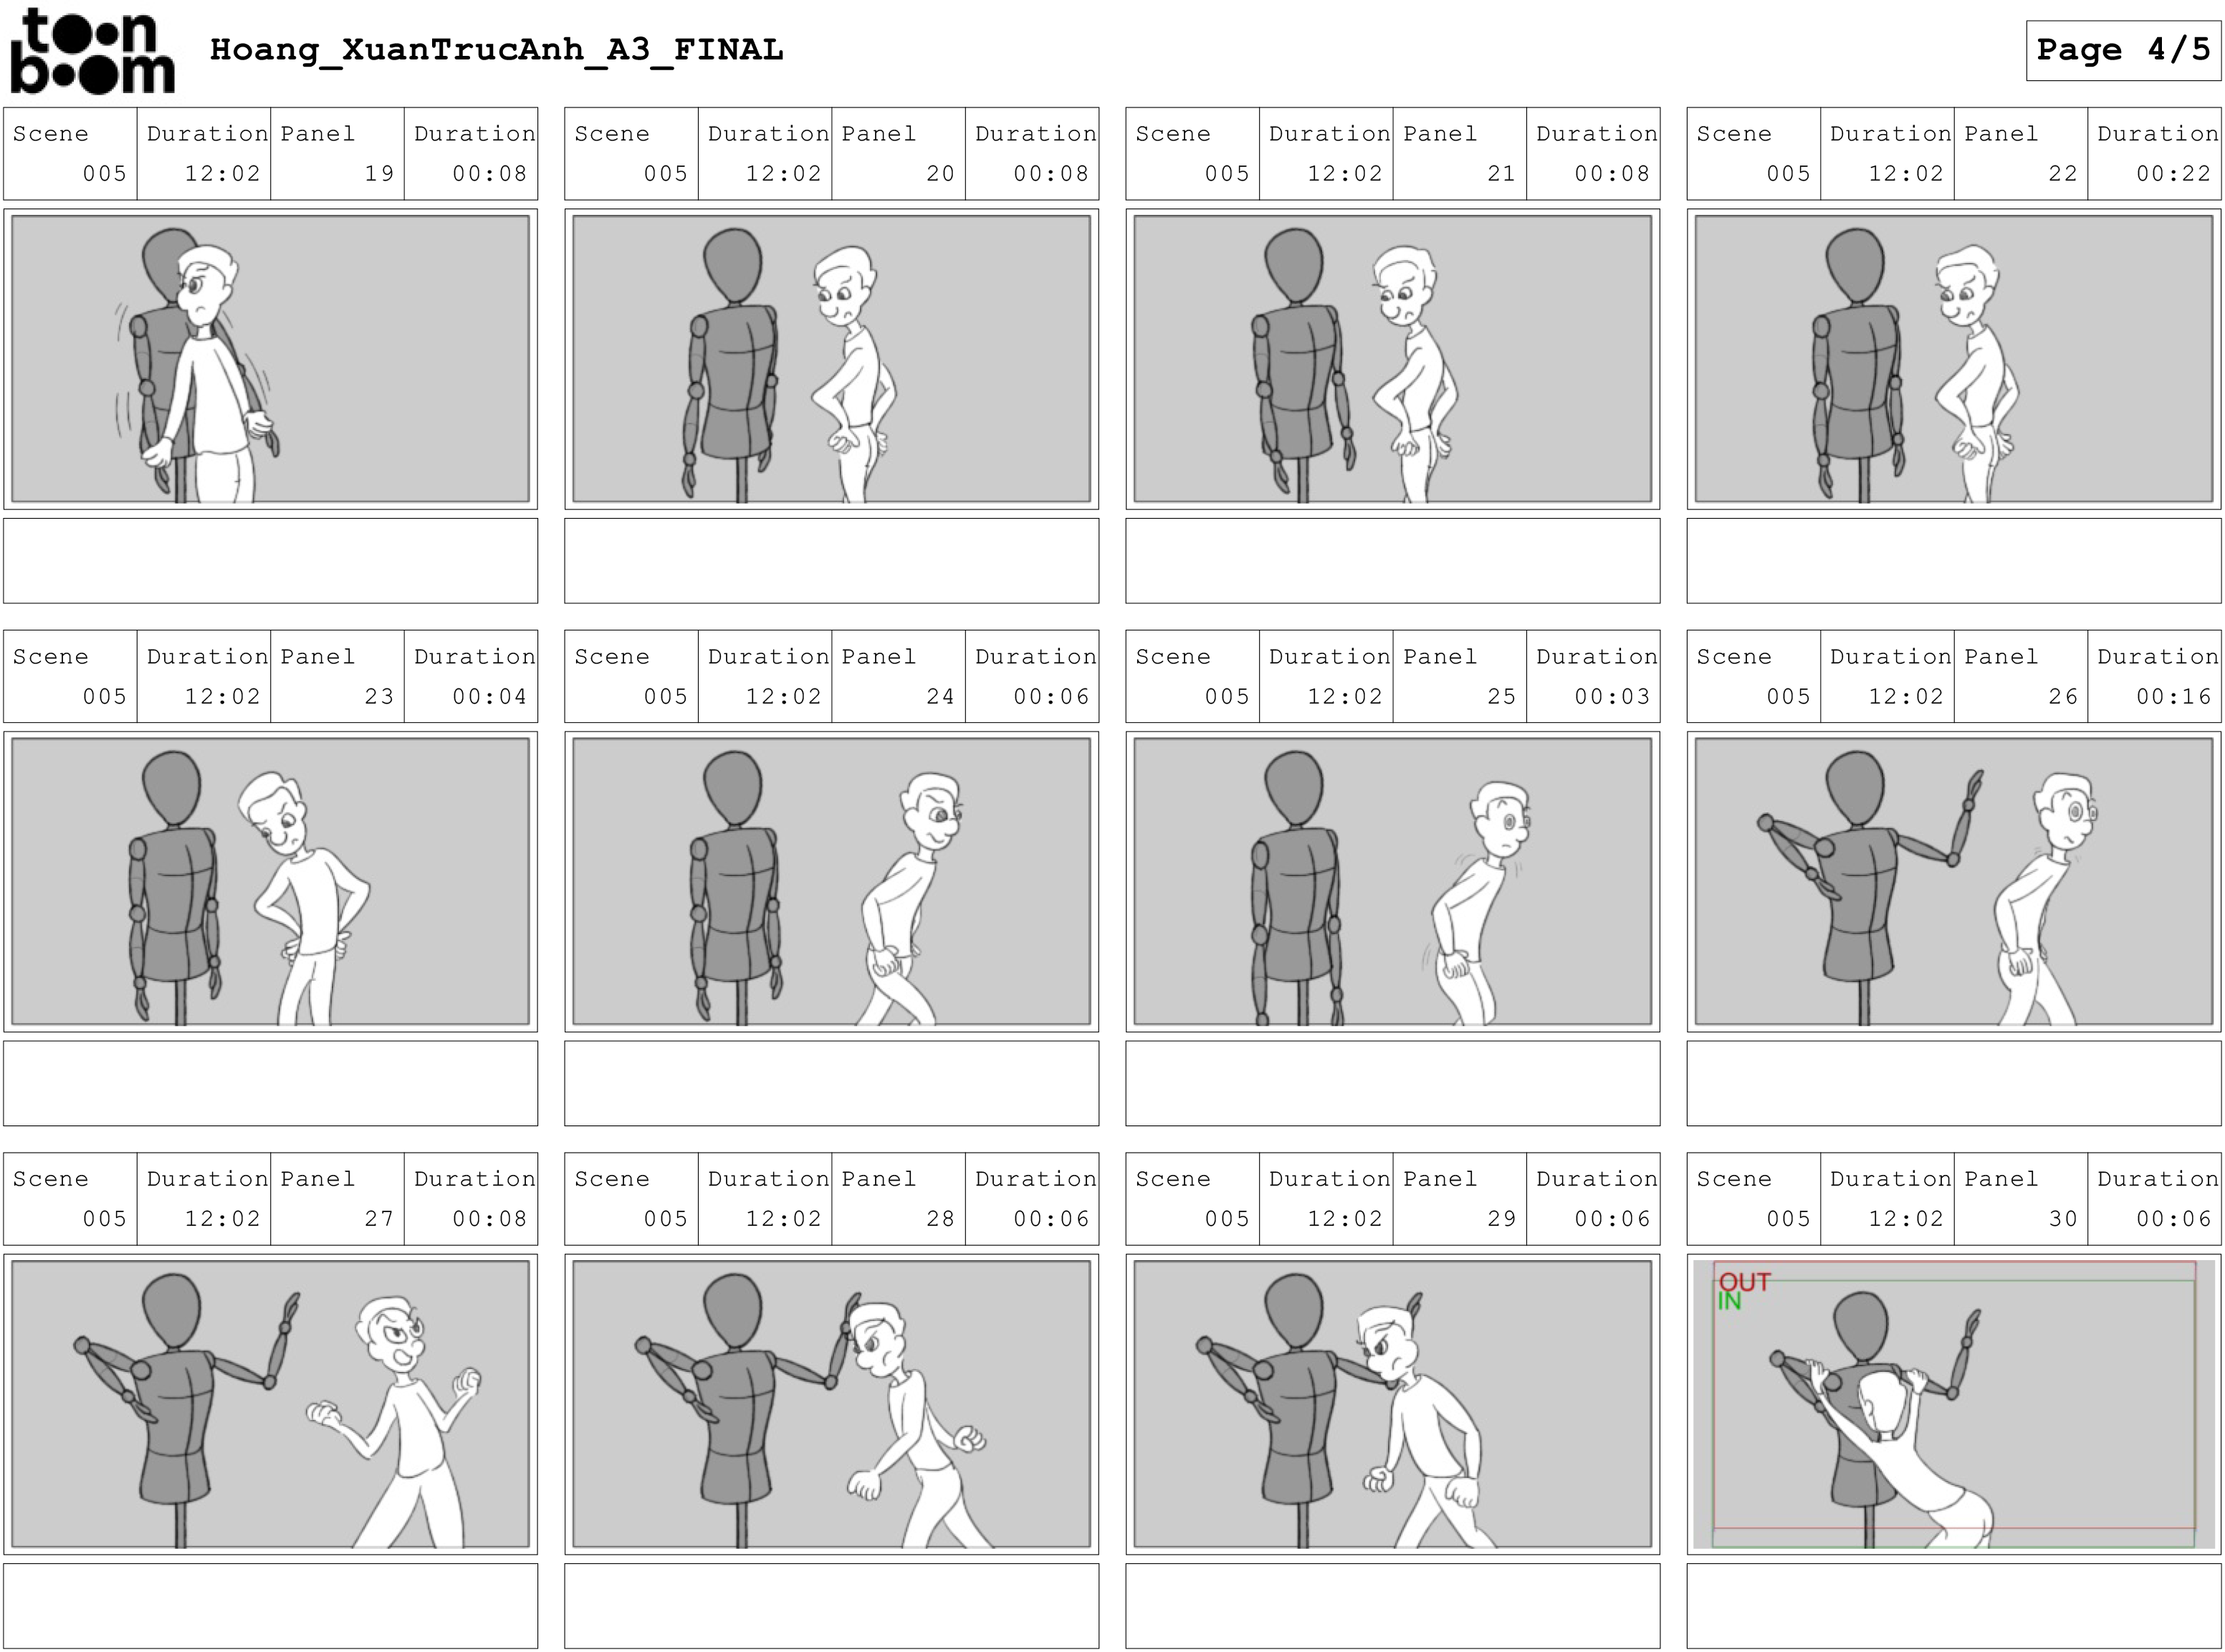 toon
boom
Hoang_XuanTrucAnh_A3_FINAL
Page 4/5
Scene Duration Panel Duration
005 12:02 19 00:08
Scene Duration Panel Duration
005 12:02 20 00:08
Scene Duration Panel Duration
005 12:02 21 00:08
Scene Duration Panel Duration
005 12:02 22 00:22
Scene Duration Panel Duration
005 12:02 23 00:04
Scene Duration Panel Duration
005 12:02 24 00:06
Scene Duration Panel Duration
005 12:02 25 00:03
Scene Duration Panel Duration
005 12:02 26 00:16
Scene Duration Panel Duration
005 12:02 27 00:08
Scene Duration Panel Duration
005 12:02 28 00:06
Scene Duration Panel Duration
005 12:02 29 00:06
Scene Duration Panel Duration
005 12:02 30 00:06
OUT
IN